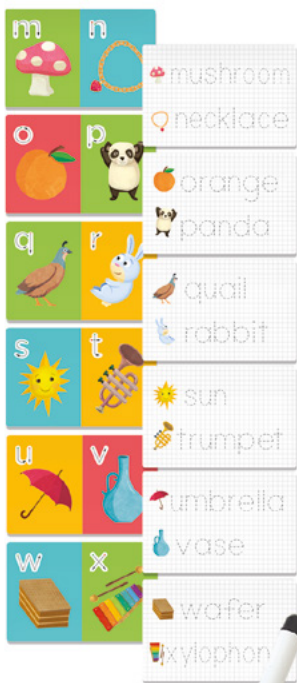 m n
mushroom
necklace
o p
orange
panda
q r
quail
rabbit
s t
sun
trumpet
u v
umbrella
vase
w x
wafer
xylophon